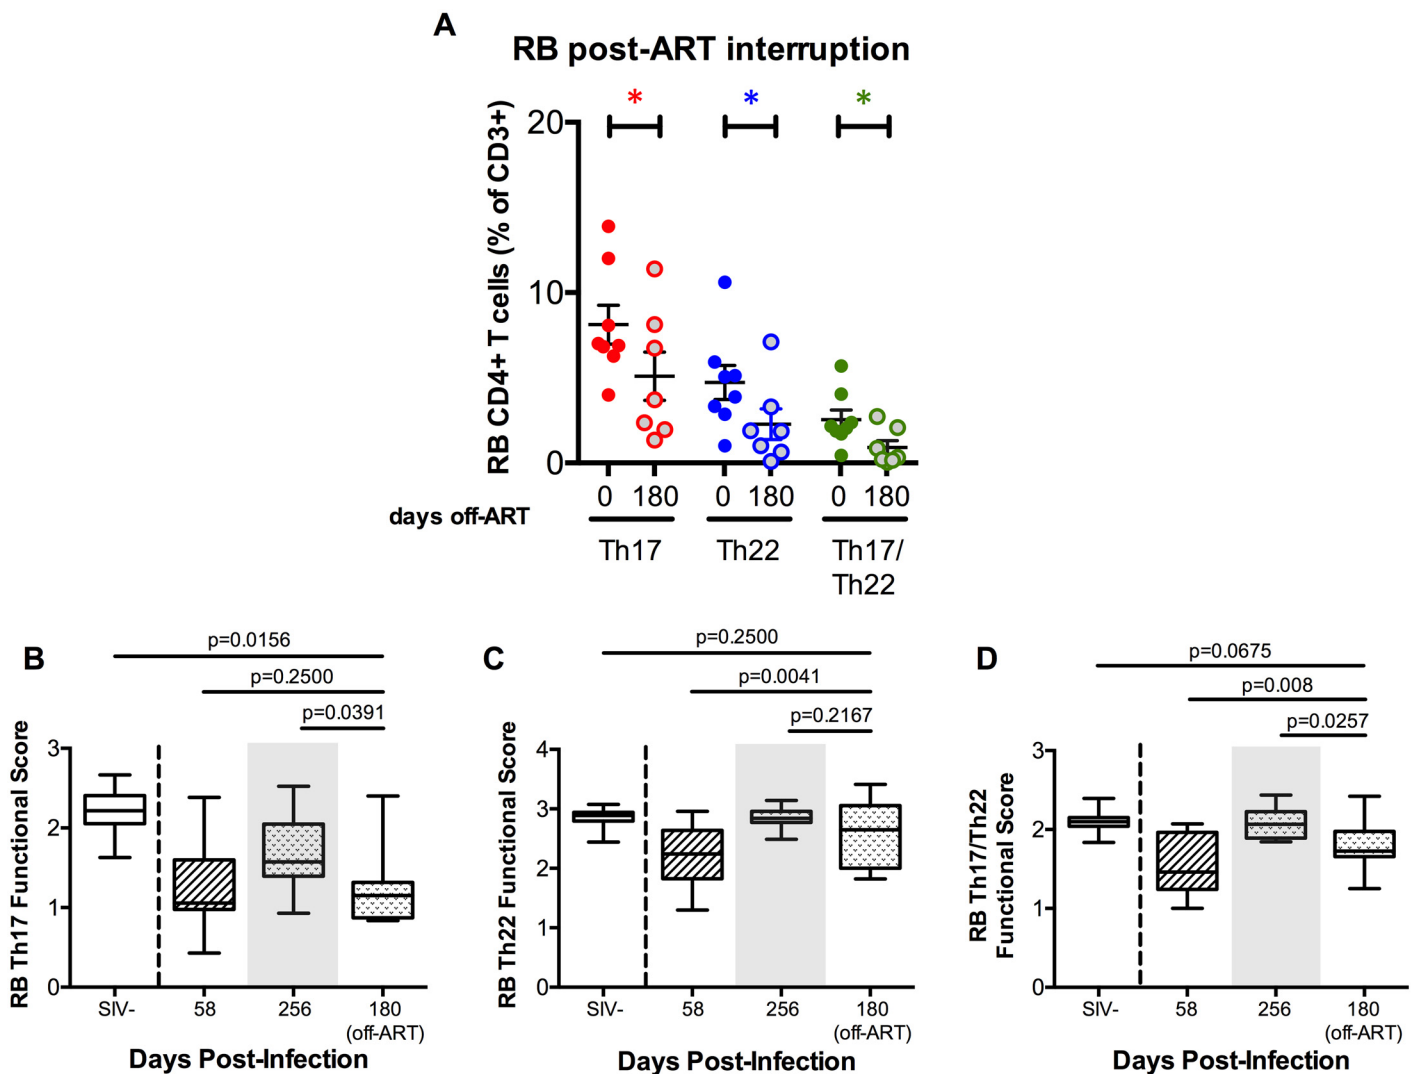 A
RB post-ART interruption
* * *
RB CD4+ T cells (% of CD3+)
20
10
0
0 180 0 180 0 180
days off-ART
Th17 Th22 Th17/
Th22
B
p=0.0156
p=0.2500
p=0.0391
RB Th17 Functional Score
3
2
1
0
SIV- 58 256 180
(off-ART)
Days Post-Infection
C
p=0.2500
p=0.0041
p=0.2167
RB Th22 Functional Score
4
3
2
1
0
SIV- 58 256 180
(off-ART)
Days Post-Infection
D
p=0.0675
p=0.008
p=0.0257
RB Th17/Th22
Functional Score
3
2
1
0
SIV- 58 256 180
(off-ART)
Days Post-Infection